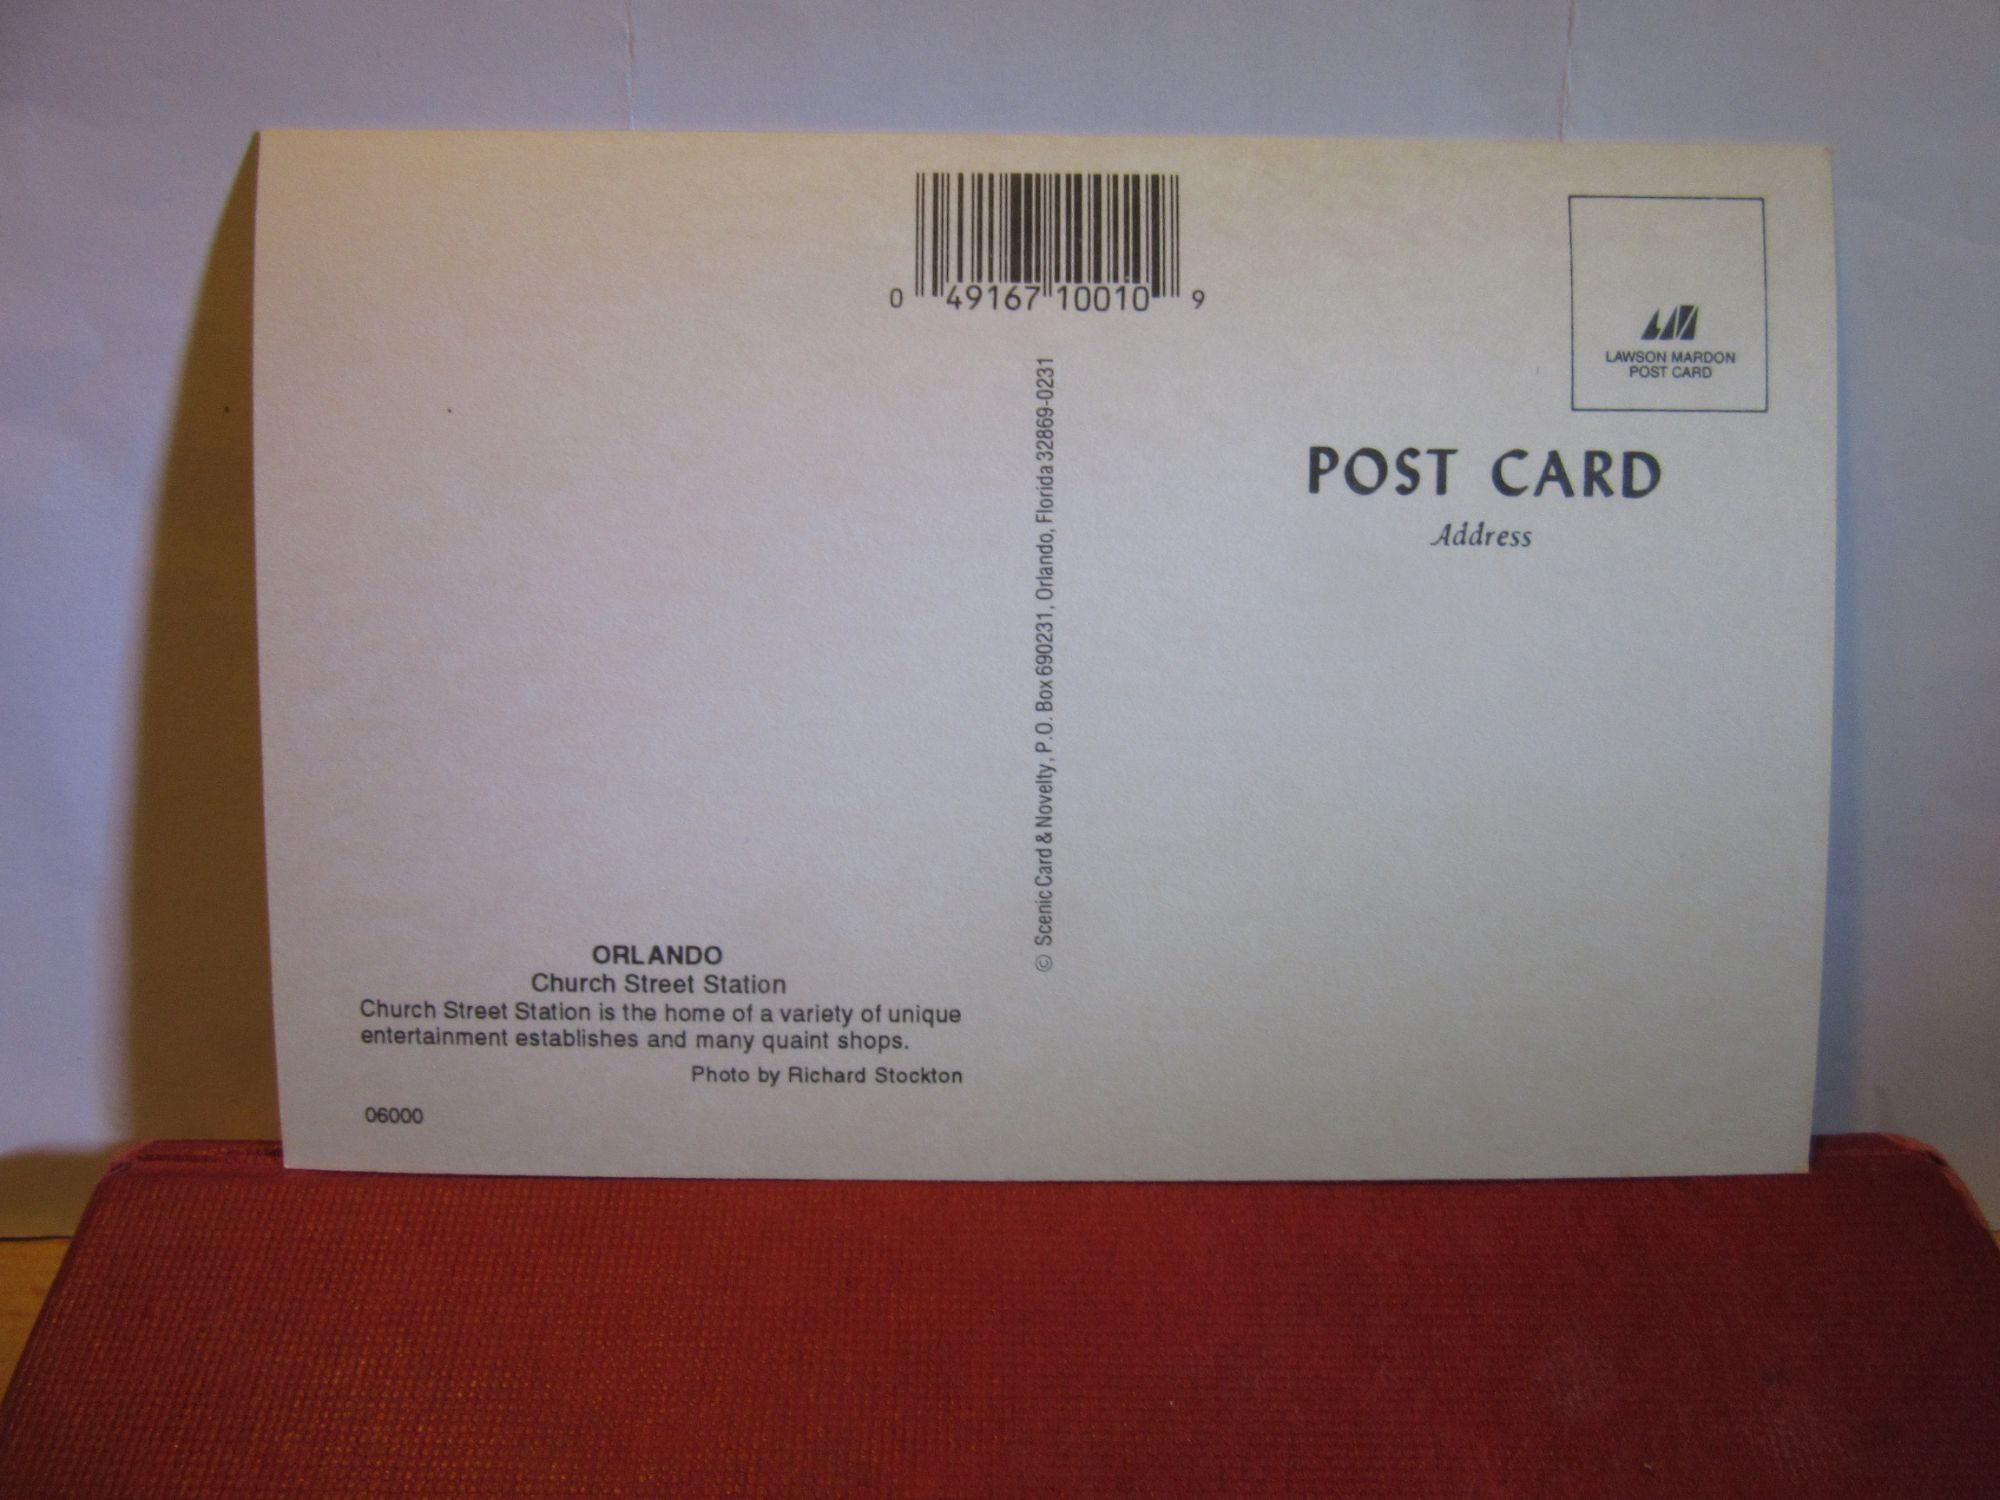 0 49167 10010 9
LAWSON MARDON
POST CARD
POST CARD
Address
© Scenic Card & Novelty, P.O. Box 690231, Orlando, Florida 32869-0231
ORLANDO
Church Street Station
Church Street Station is the home of a variety of unique
entertainment establishes and many quaint shops.
Photo by Richard Stockton
06000